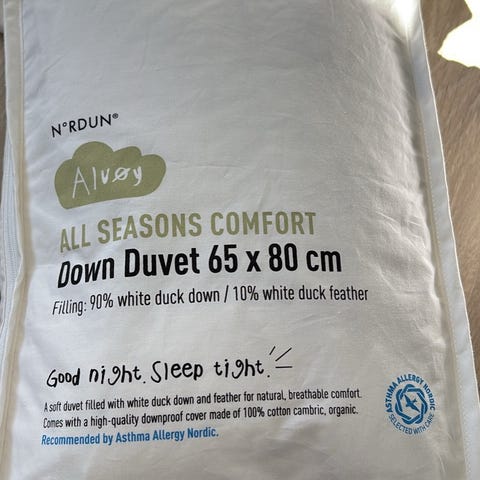 N°RDUN®
Alvøy
ALL SEASONS COMFORT
Down Duvet 65 x 80 cm
Filling: 90% white duck down / 10% white duck feather
Good night. Sleep tight.
A soft duvet filled with white duck down and feather for natural, breathable comfort.
Comes with a high-quality downproof cover made of 100% cotton cambric, organic.
Recommended by Asthma Allergy Nordic.
ASTHMA ALLERGY NORDIC
SELECTED WITH CARE